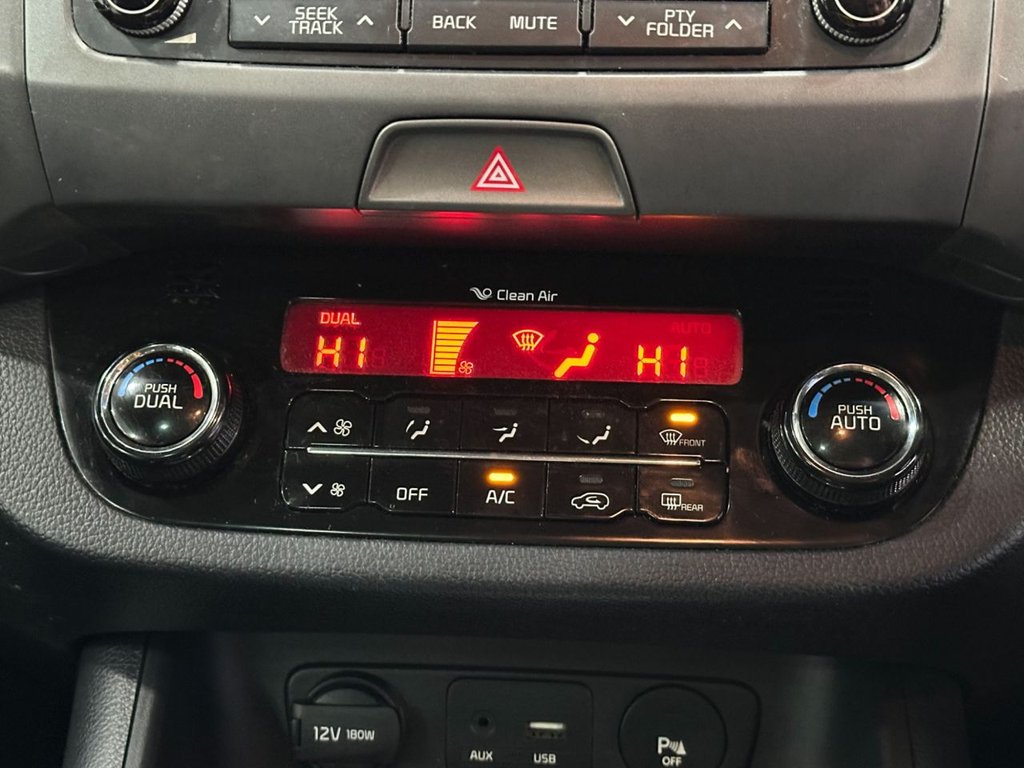 SEEK
TRACK
BACK
MUTE
PTY
FOLDER
Clean Air
DUAL
AUTO
HI
HI
PUSH
DUAL
PUSH
AUTO
FRONT
OFF
A/C
REAR
12V 180W
AUX
USB
P
OFF